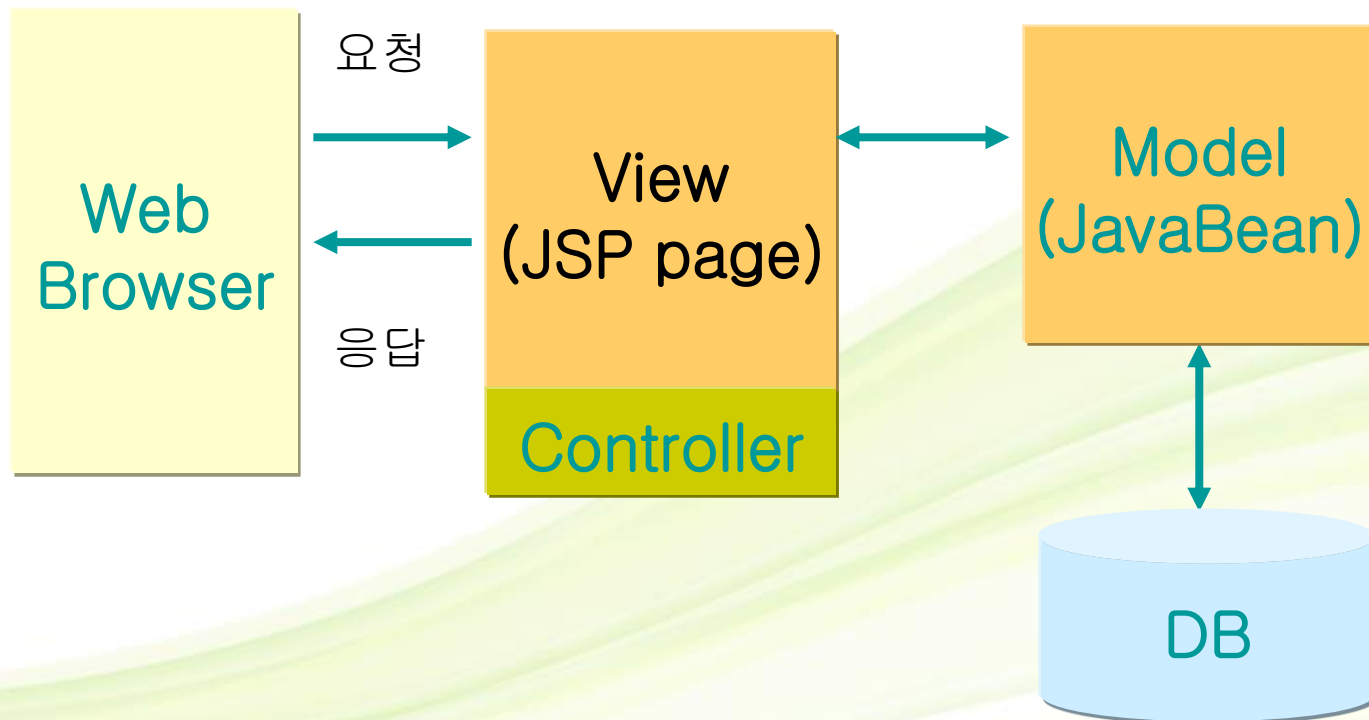 요청
Web
Browser
응답
View
(JSP page)
Controller
Model
(JavaBean)
DB